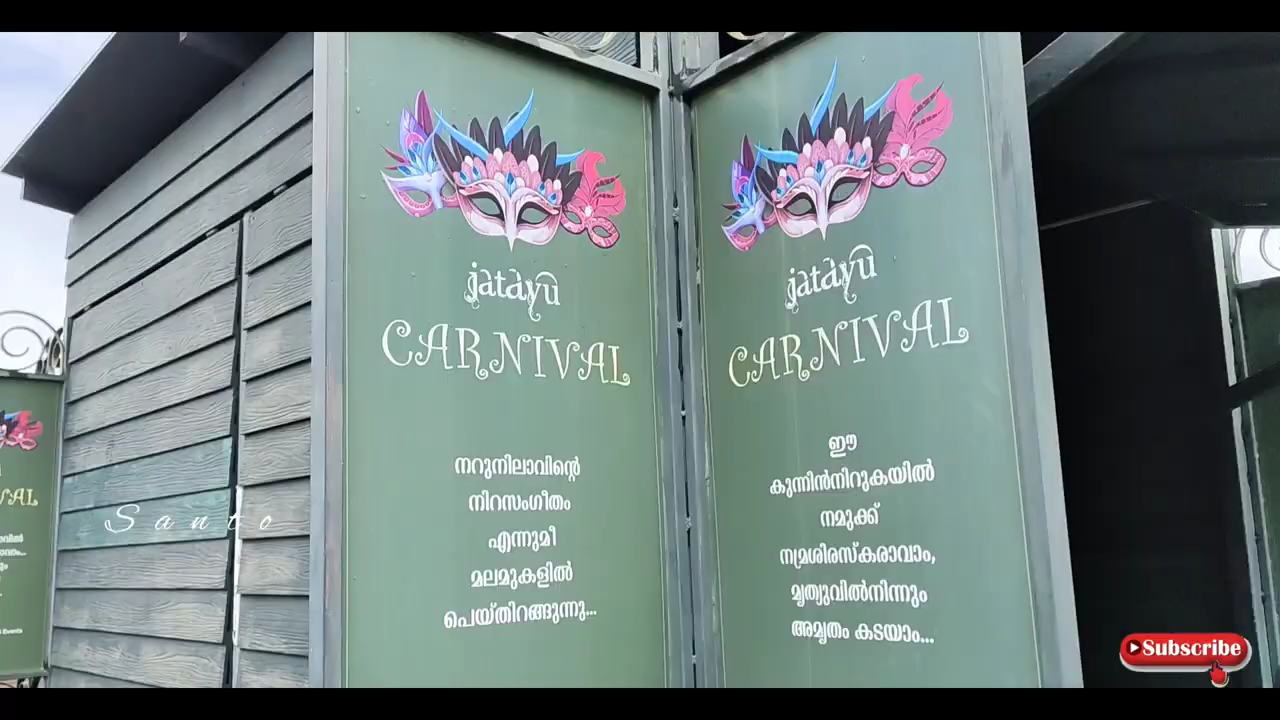 jatayu
CARNIVAL
നറുനിലാവിന്റെ
നിറസംഗീതം
എന്നുമീ
മലമുകളിൽ
പെയ്തിറങ്ങുന്നു...
jatayu
CARNIVAL
ഈ
കുന്നിൻനിറുകയിൽ
നമുക്ക്
നമ്രശിരസ്കരാവാം,
മൃത്യുവിൽനിന്നും
അമൃതം കടയാം...
Santo
Events
Subscribe